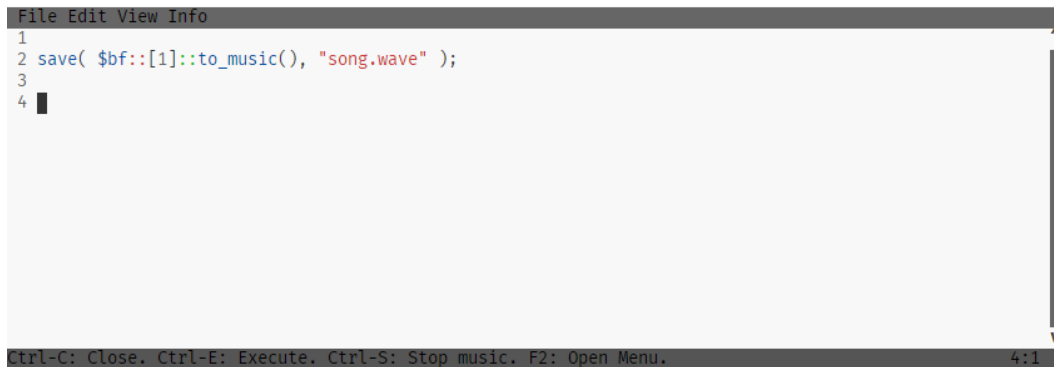 File Edit View Info
1
2 save( $bf::[1]::to_music(), "song.wave" );
3
4
Ctrl-C: Close. Ctrl-E: Execute. Ctrl-S: Stop music. F2: Open Menu. 4:1